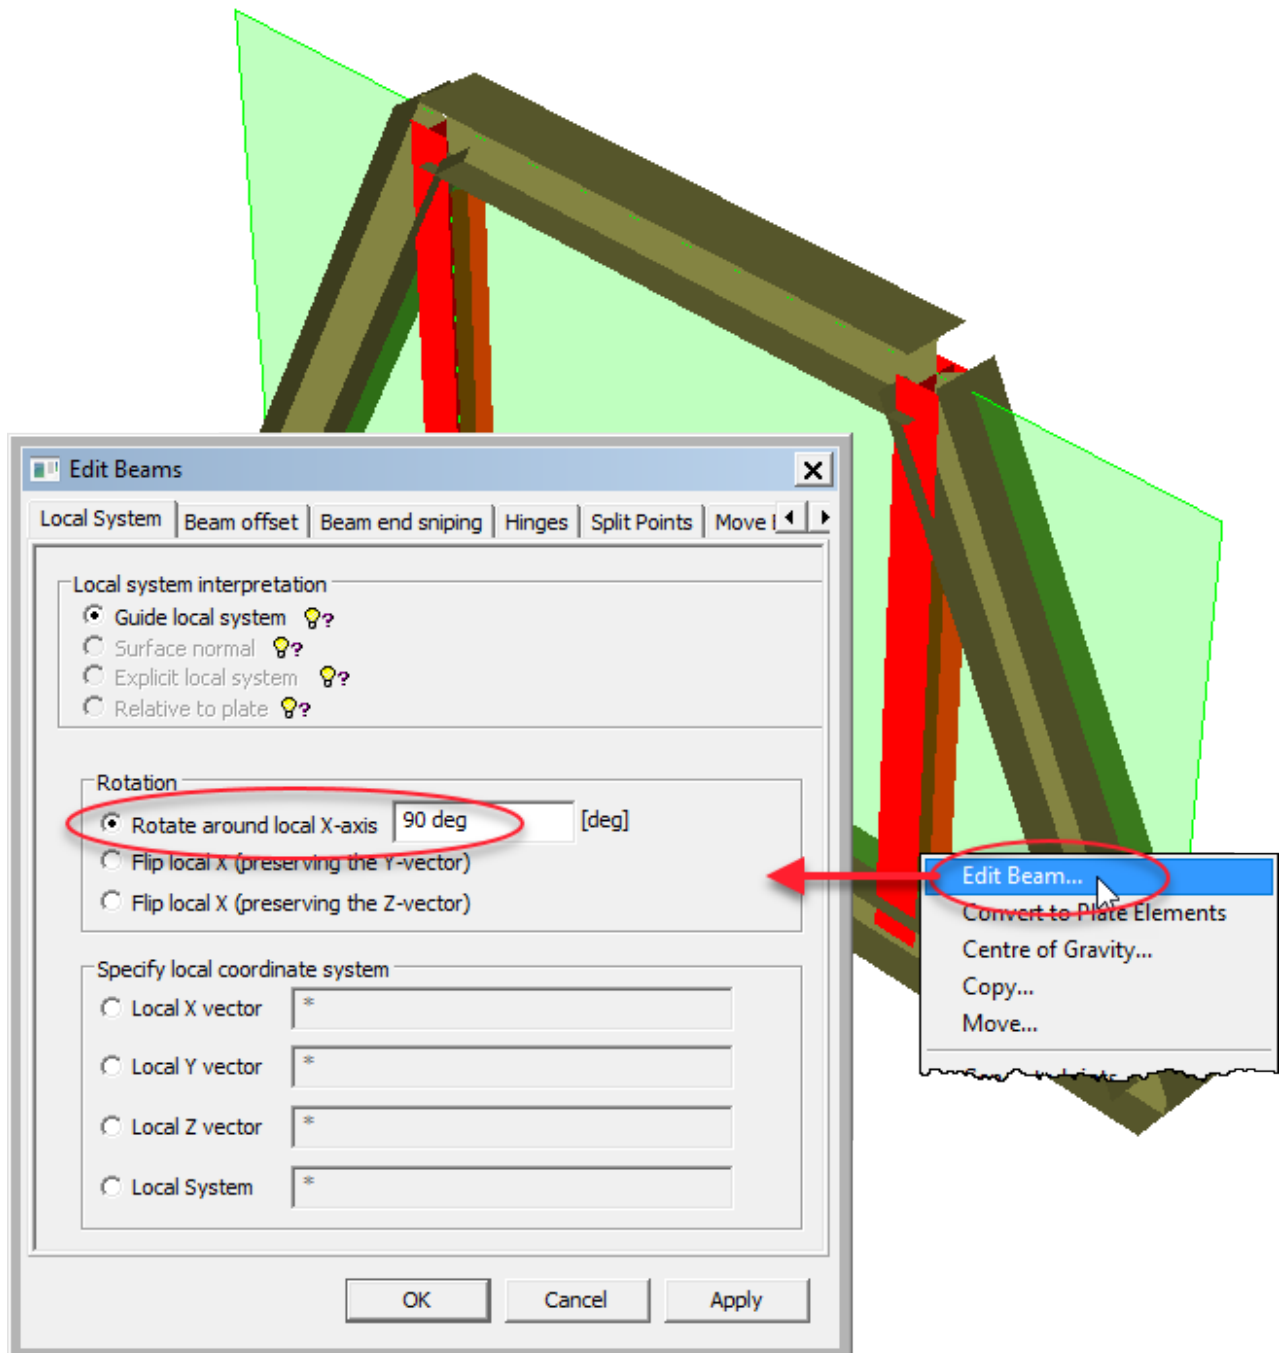 Edit Beams
Local System Beam offset Beam end sniping Hinges Split Points Move
Local system interpretation
Guide local system ?
Surface normal ?
Explicit local system ?
Relative to plate ?
Rotation
Rotate around local X-axis 90 deg [deg]
Flip local X (preserving the Y-vector)
Flip local X (preserving the Z-vector)
Specify local coordinate system
Local X vector *
Local Y vector *
Local Z vector *
Local System *
OK Cancel Apply
Edit Beam...
Convert to Plate Elements
Centre of Gravity...
Copy...
Move...